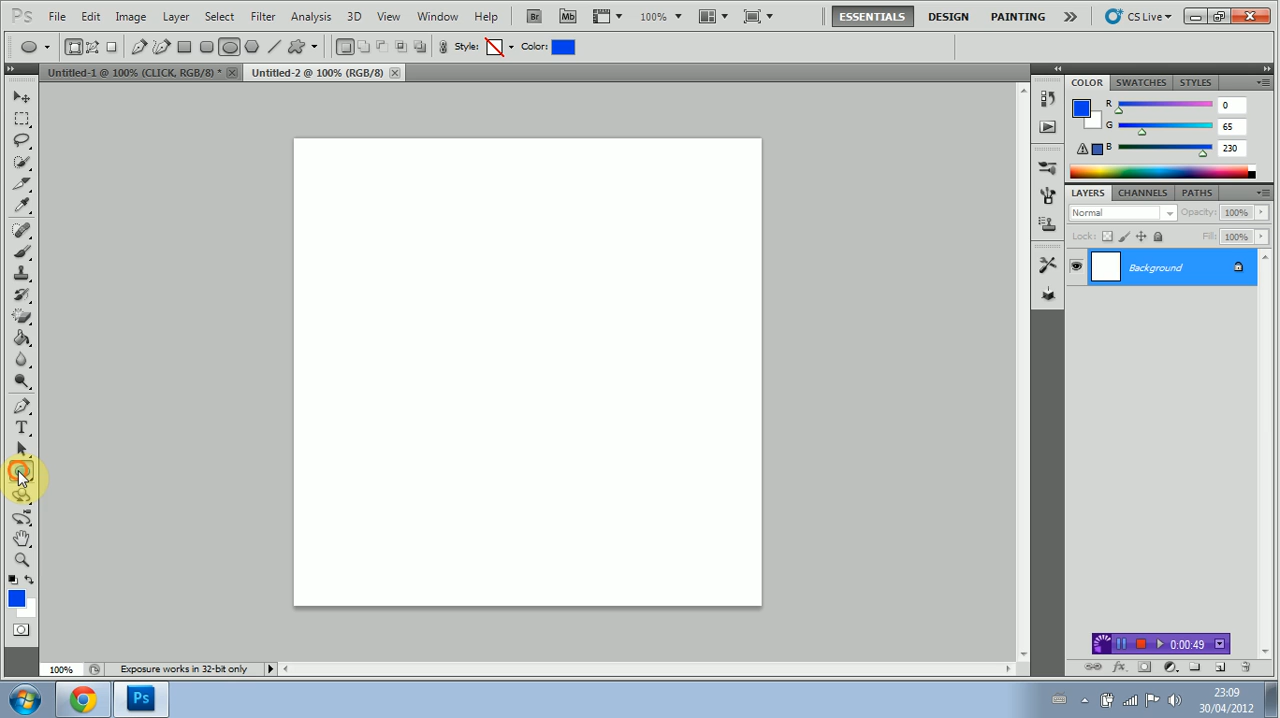 Ps File Edit Image Layer Select Filter Analysis 3D View Window Help Br Mb 100% ESSENTIALS DESIGN PAINTING CS Live
Style: Color:
Untitled-1 @ 100% (CLICK, RGB/8) * Untitled-2 @ 100% (RGB/8)
COLOR SWATCHES STYLES
R 0
G 65
B 230
LAYERS CHANNELS PATHS
Normal Opacity: 100%
Lock: Fill: 100%
Background
T
0:00:49
100% Exposure works in 32-bit only
fx
Ps
23:09
30/04/2012